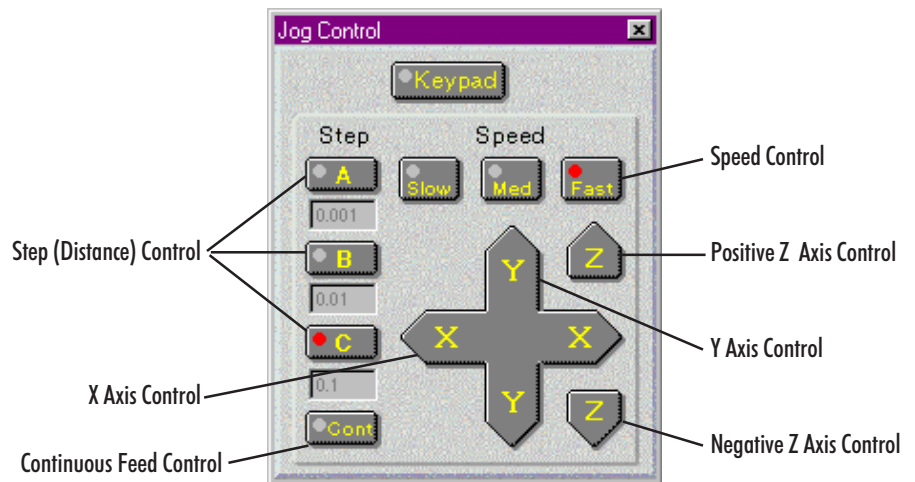 Jog Control
Keypad
Step Speed
A Slow Med Fast
Speed Control
0.001
Step (Distance) Control
B
Y
Z
Positive Z Axis Control
0.01
C
X X
Y Axis Control
0.1
X Axis Control
Y
Z
Cont
Negative Z Axis Control
Continuous Feed Control